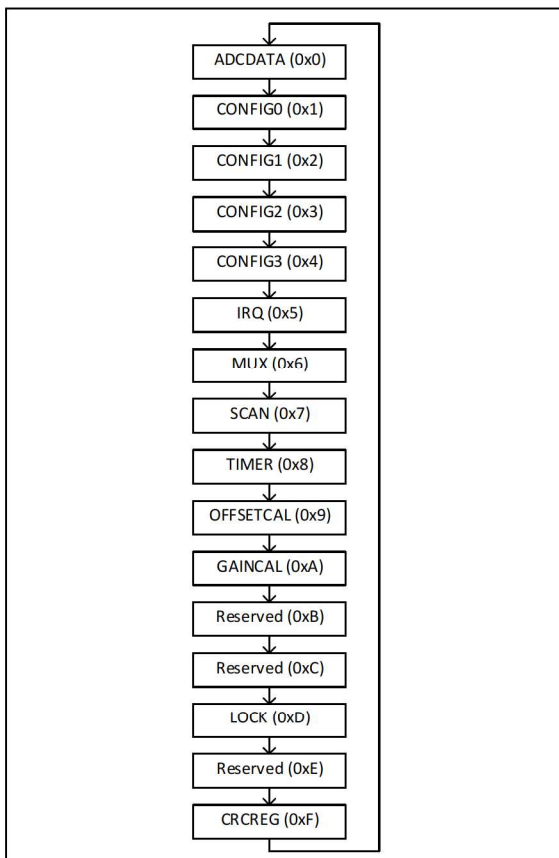 ADCDATA (0x0)
CONFIG0 (0x1)
CONFIG1 (0x2)
CONFIG2 (0x3)
CONFIG3 (0x4)
IRQ (0x5)
MUX (0x6)
SCAN (0x7)
TIMER (0x8)
OFFSETCAL (0x9)
GAINCAL (0xA)
Reserved (0xB)
Reserved (0xC)
LOCK (0xD)
Reserved (0xE)
CRCREG (0xF)